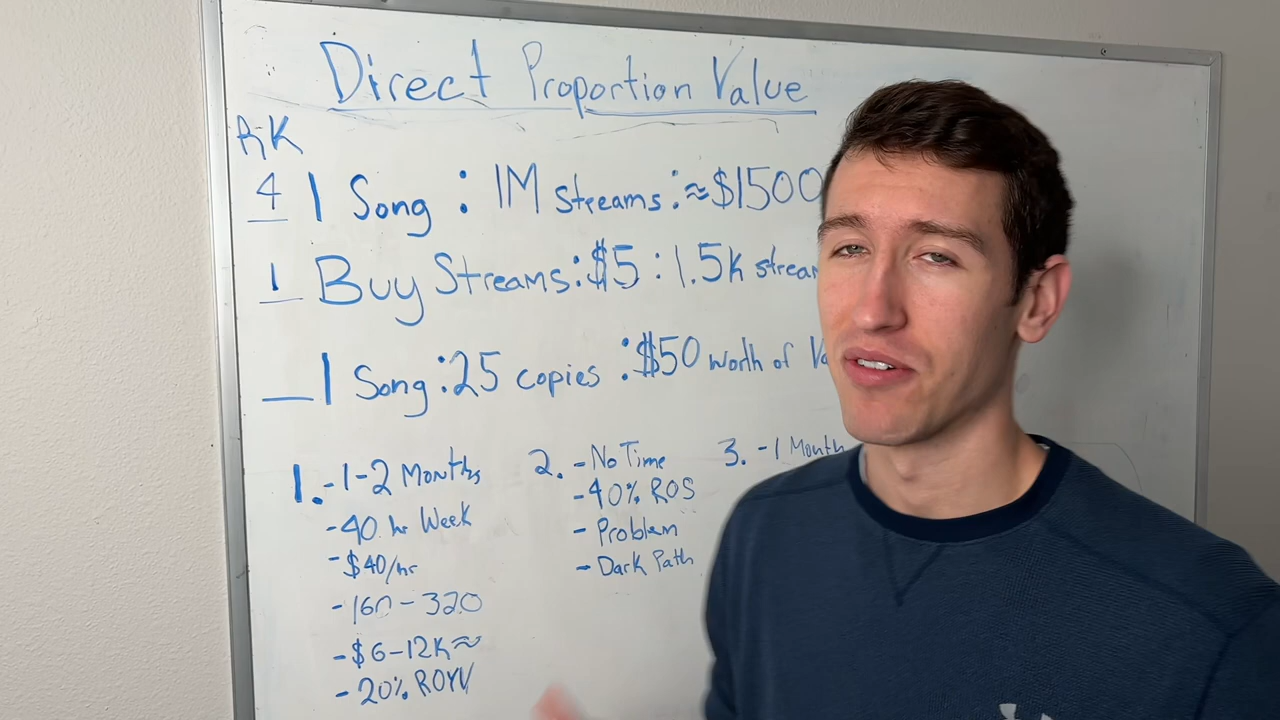 Direct Proportion Value
R·K
4 1 Song : 1M streams : ≈$1500
1 Buy Streams : $5 : 1.5k strea
1 Song : 25 copies : $50 worth of
1. -1-2 Months
-40 hr Week
-$40/hr
-160-320
-$6-12K≈
-20% ROYV
2. -No Time
-40% ROS
-Problem
-Dark Path
3. -1 Month